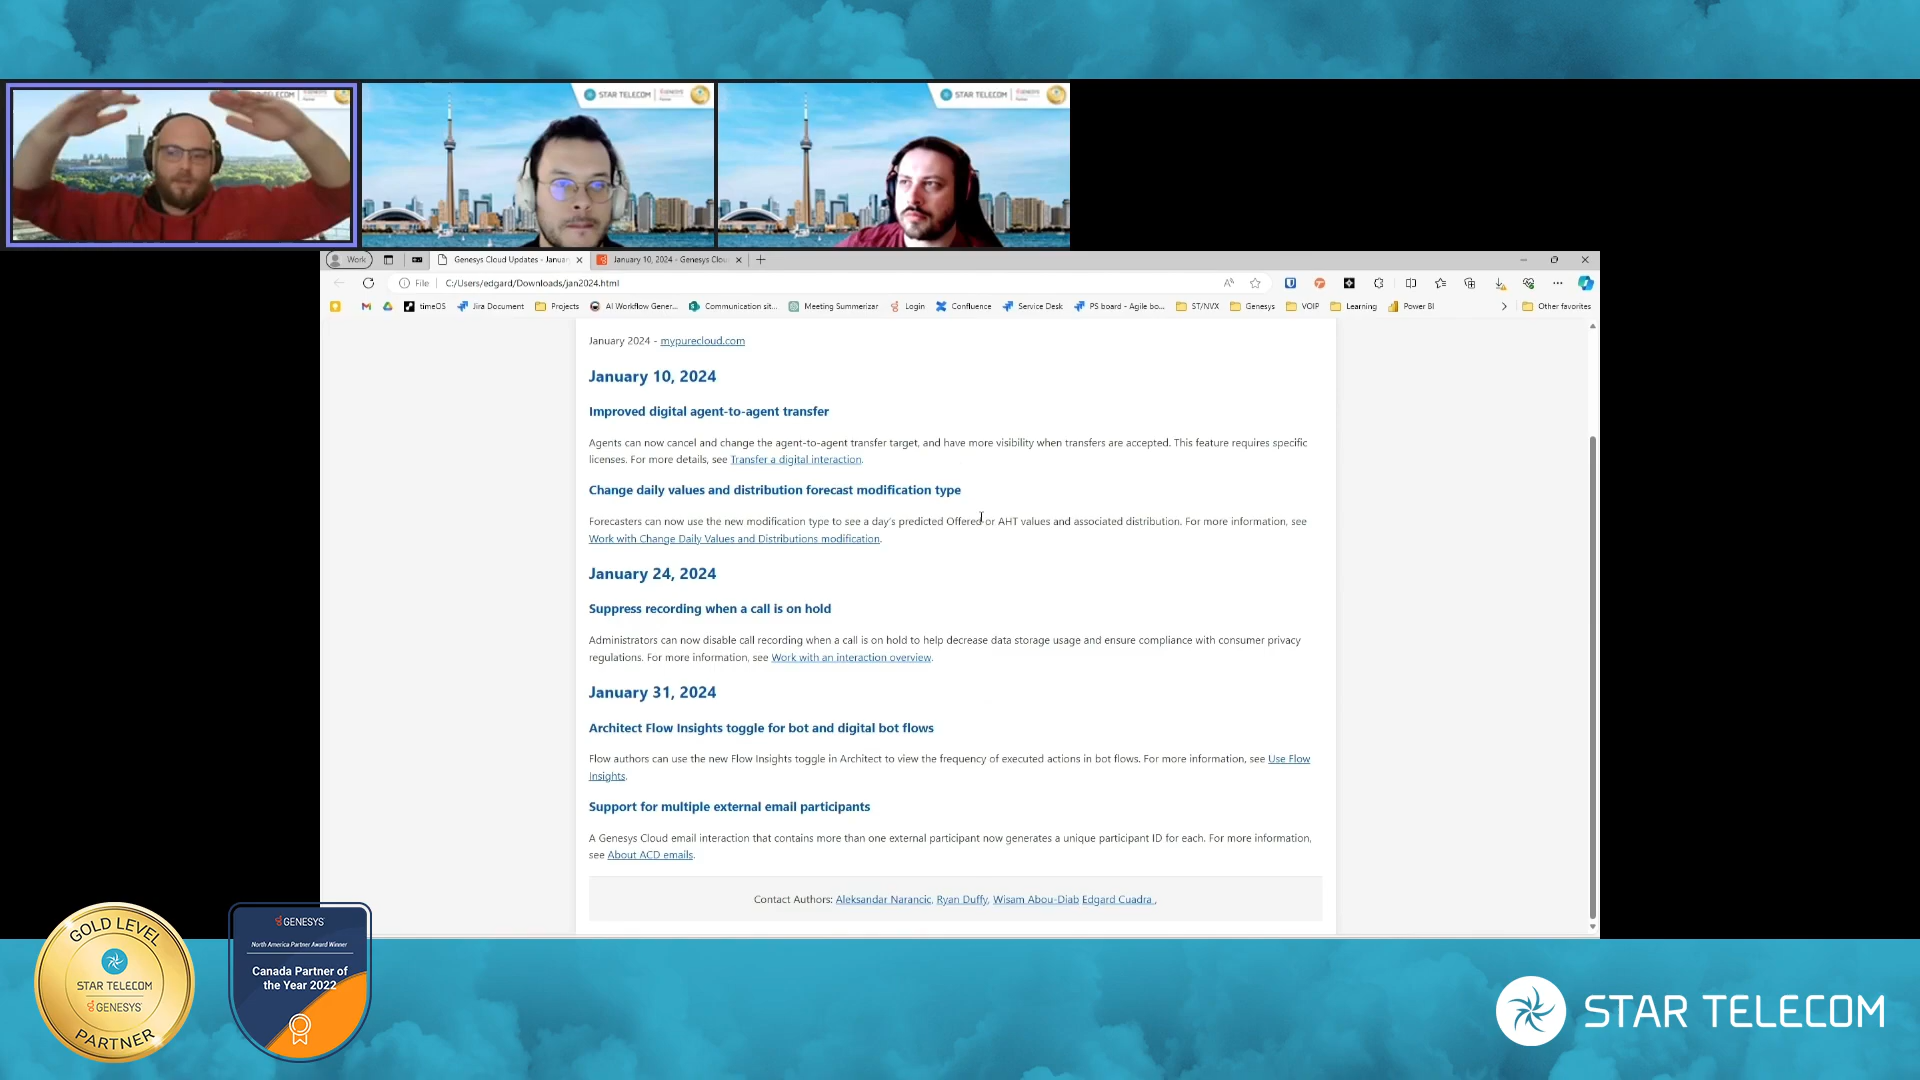 STAR TELECOM
GENESYS
STAR TELECOM
GENESYS
Work
Genesys Cloud Updates - Januar
January 10, 2024 - Genesys Clou
File
C:/Users/edgard/Downloads/jan2024.html
timeOS
Jira Document
Projects
AI Workflow Gener...
Communication sit...
Meeting Summerizar
Login
Confluence
Service Desk
PS board - Agile bo...
ST/NVX
Genesys
VOIP
Learning
Power BI
Other favorites
January 2024 - mypurecloud.com
January 10, 2024
Improved digital agent-to-agent transfer
Agents can now cancel and change the agent-to-agent transfer target, and have more visibility when transfers are accepted. This feature requires specific
licenses. For more details, see Transfer a digital interaction.
Change daily values and distribution forecast modification type
Forecasters can now use the new modification type to see a day's predicted Offered or AHT values and associated distribution. For more information, see
Work with Change Daily Values and Distributions modification.
January 24, 2024
Suppress recording when a call is on hold
Administrators can now disable call recording when a call is on hold to help decrease data storage usage and ensure compliance with consumer privacy
regulations. For more information, see Work with an interaction overview.
January 31, 2024
Architect Flow Insights toggle for bot and digital bot flows
Flow authors can use the new Flow Insights toggle in Architect to view the frequency of executed actions in bot flows. For more information, see Use Flow
Insights.
Support for multiple external email participants
A Genesys Cloud email interaction that contains more than one external participant now generates a unique participant ID for each. For more information,
see About ACD emails.
Contact Authors: Aleksandar Narancic, Ryan Duffy, Wisam Abou-Diab Edgard Cuadra ,
GOLD LEVEL
STAR TELECOM
GENESYS
PARTNER
GENESYS
North America Partner Award Winner
Canada Partner of
the Year 2022
STAR TELECOM